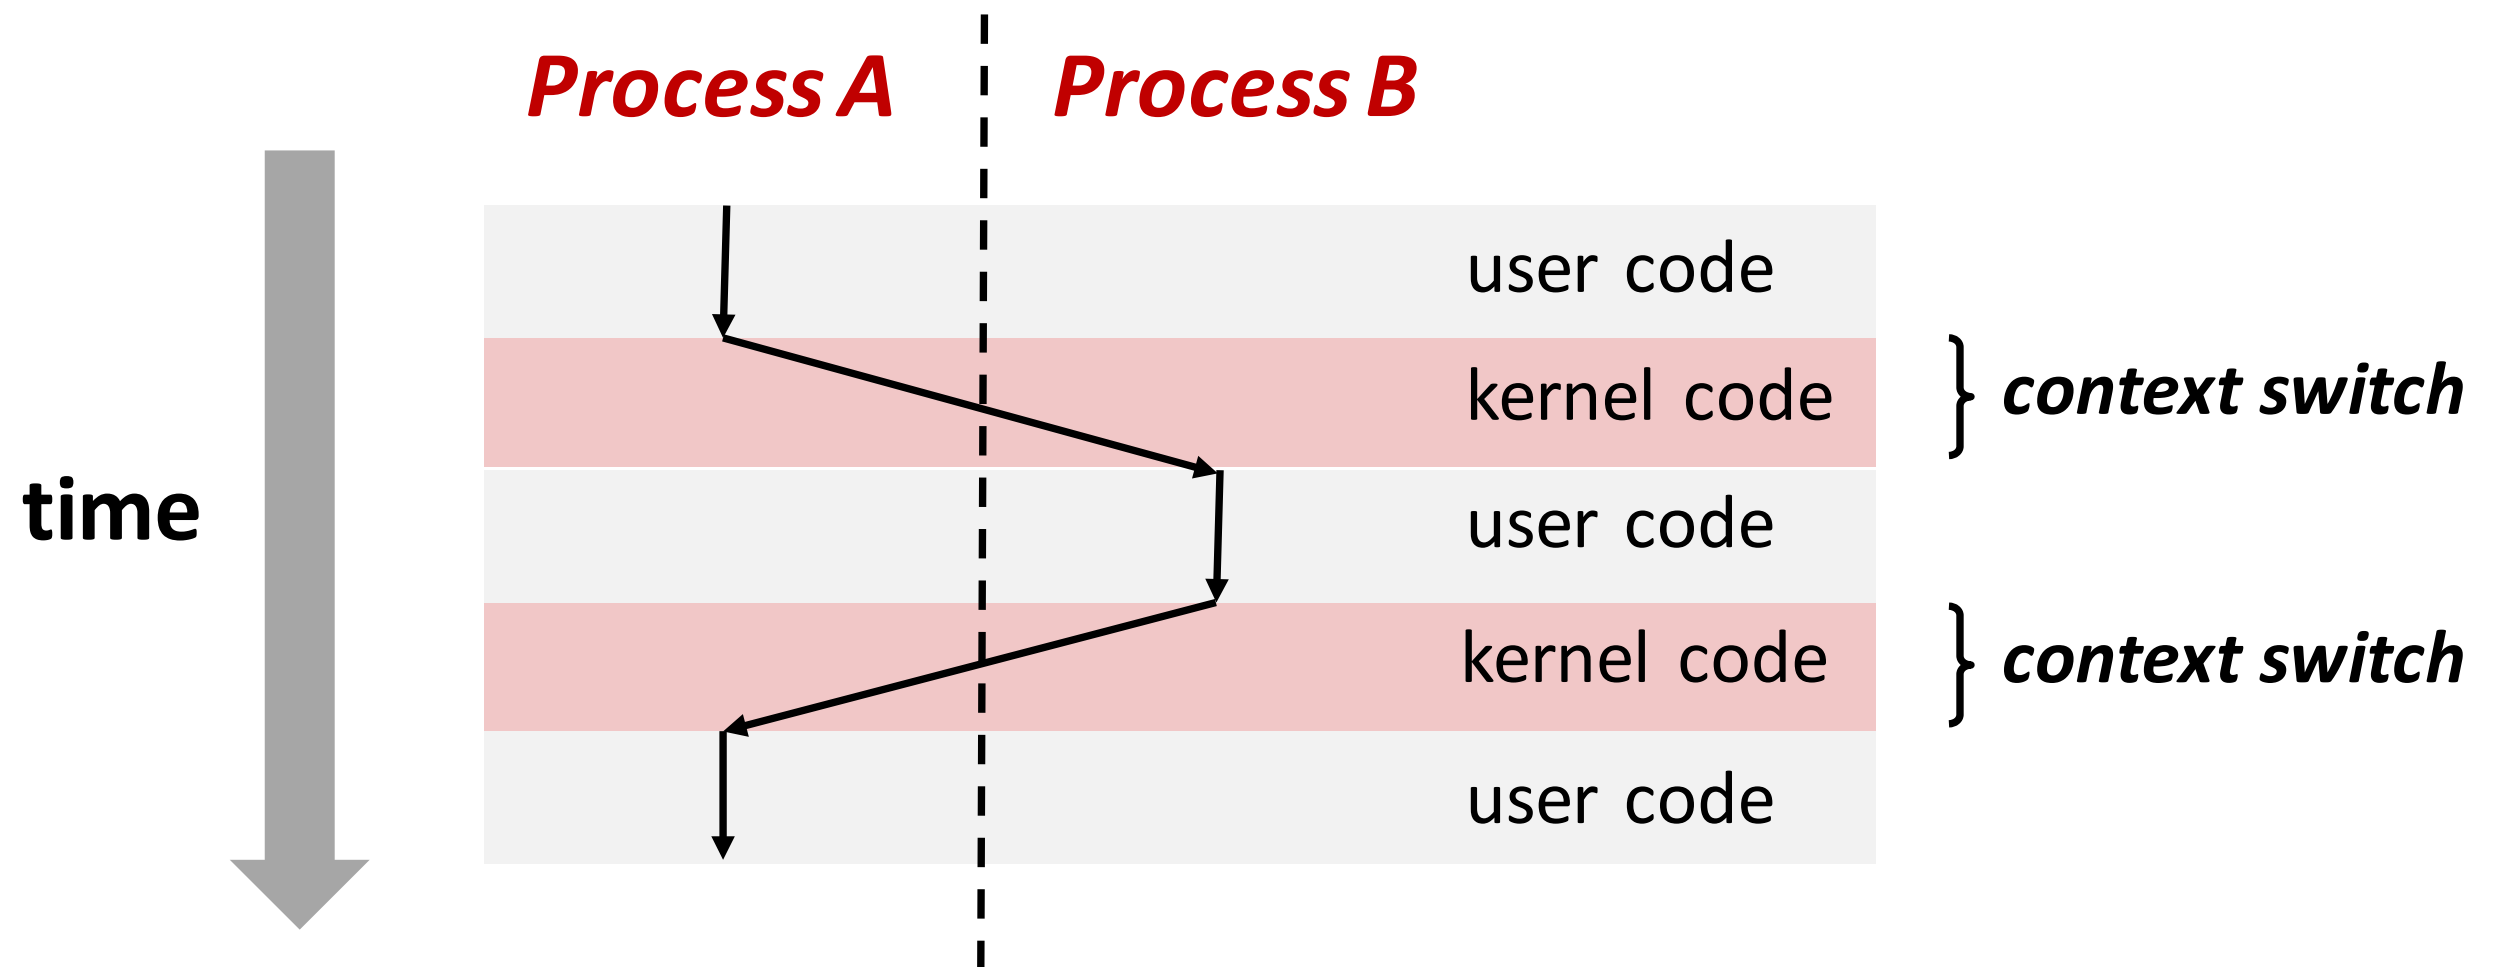 Process A
Process B
user code
kernel code
context switch
time
user code
kernel code
context switch
user code